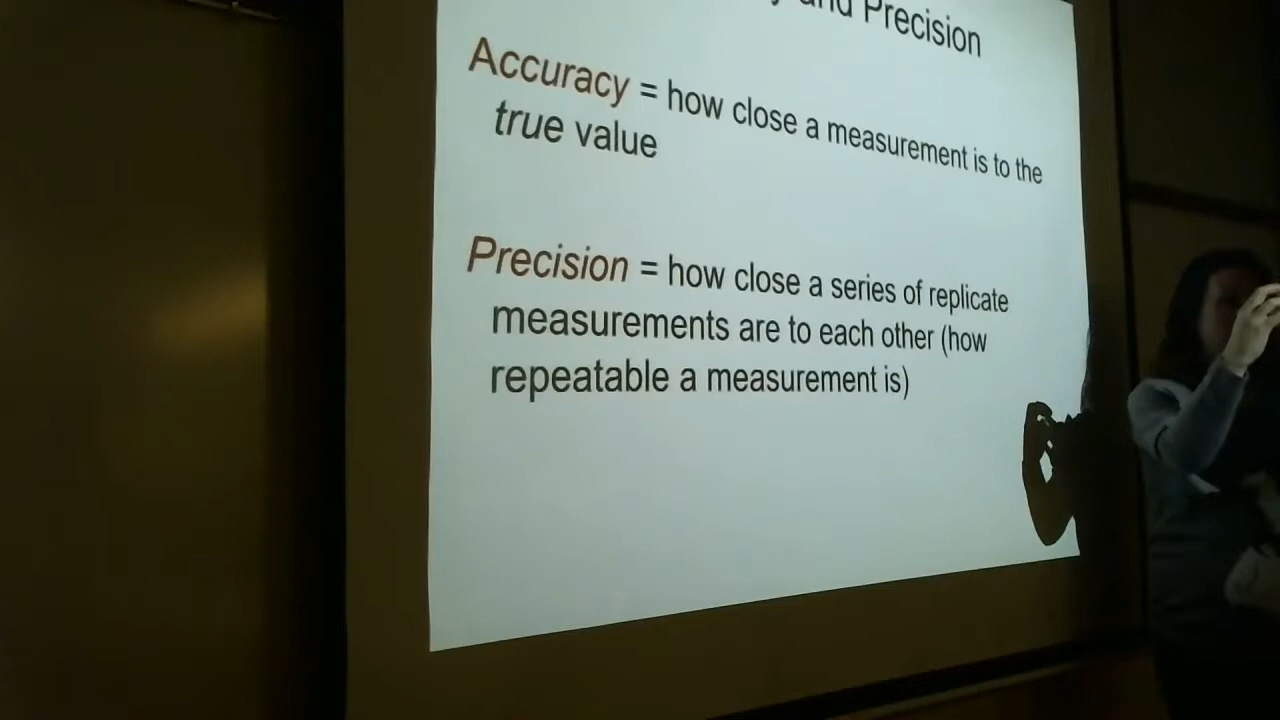 and Precision
Accuracy = how close a measurement is to the
true value
Precision = how close a series of replicate
measurements are to each other (how
repeatable a measurement is)